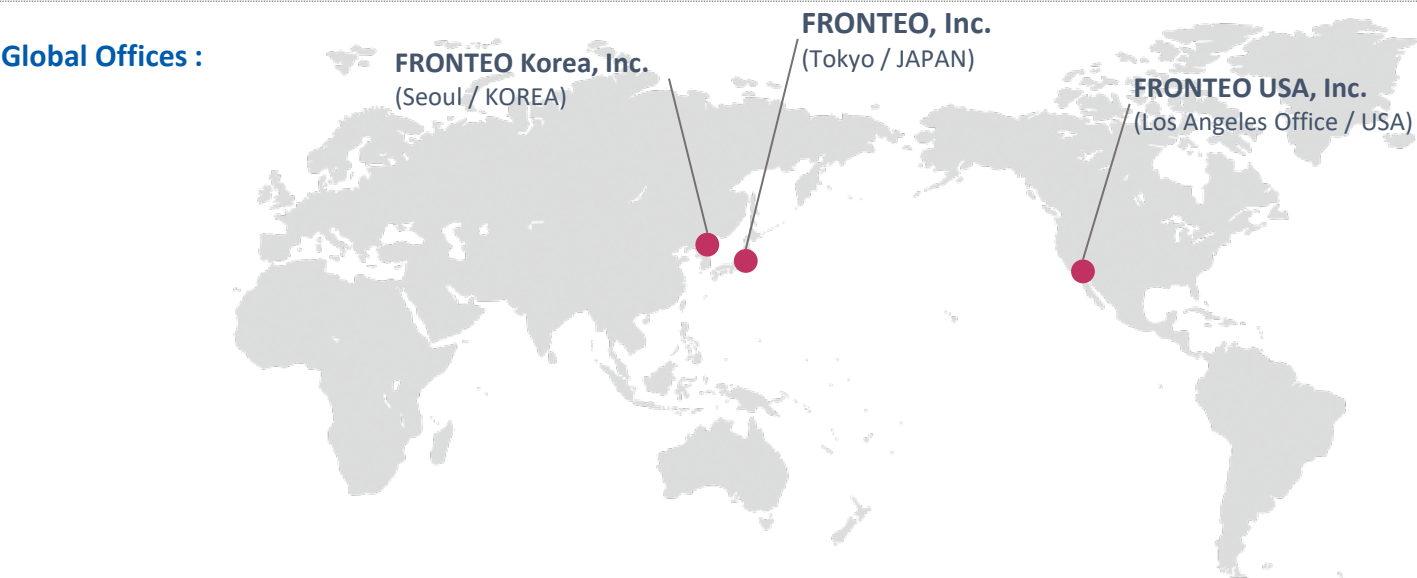 Global Offices :
FRONTEO Korea, Inc.
(Seoul / KOREA)
FRONTEO, Inc.
(Tokyo / JAPAN)
FRONTEO USA, Inc.
(Los Angeles Office / USA)